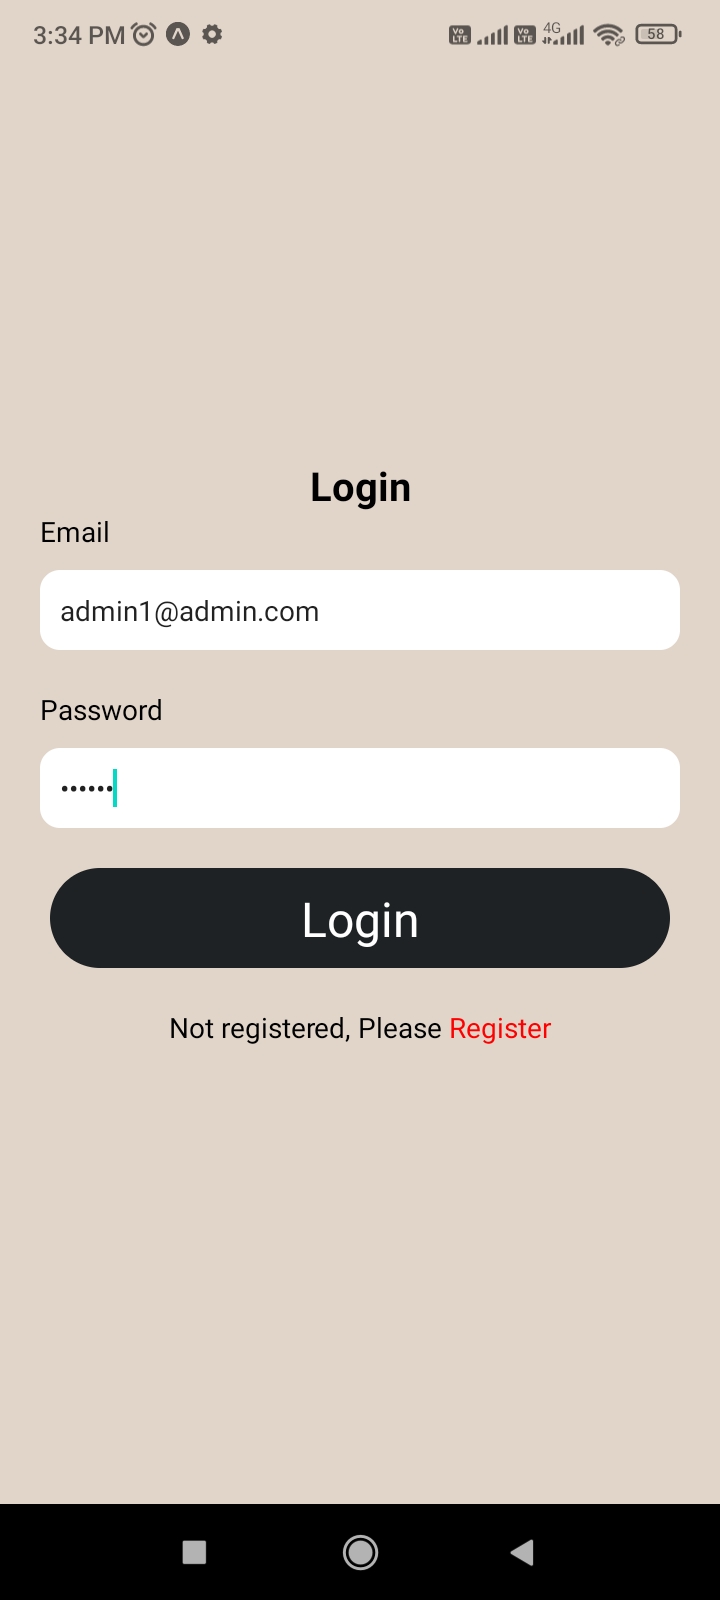 3:34 PM
Vo LTE Vo LTE 4G 58
Login
Email
admin1@admin.com
Password
••••••
Login
Not registered, Please Register